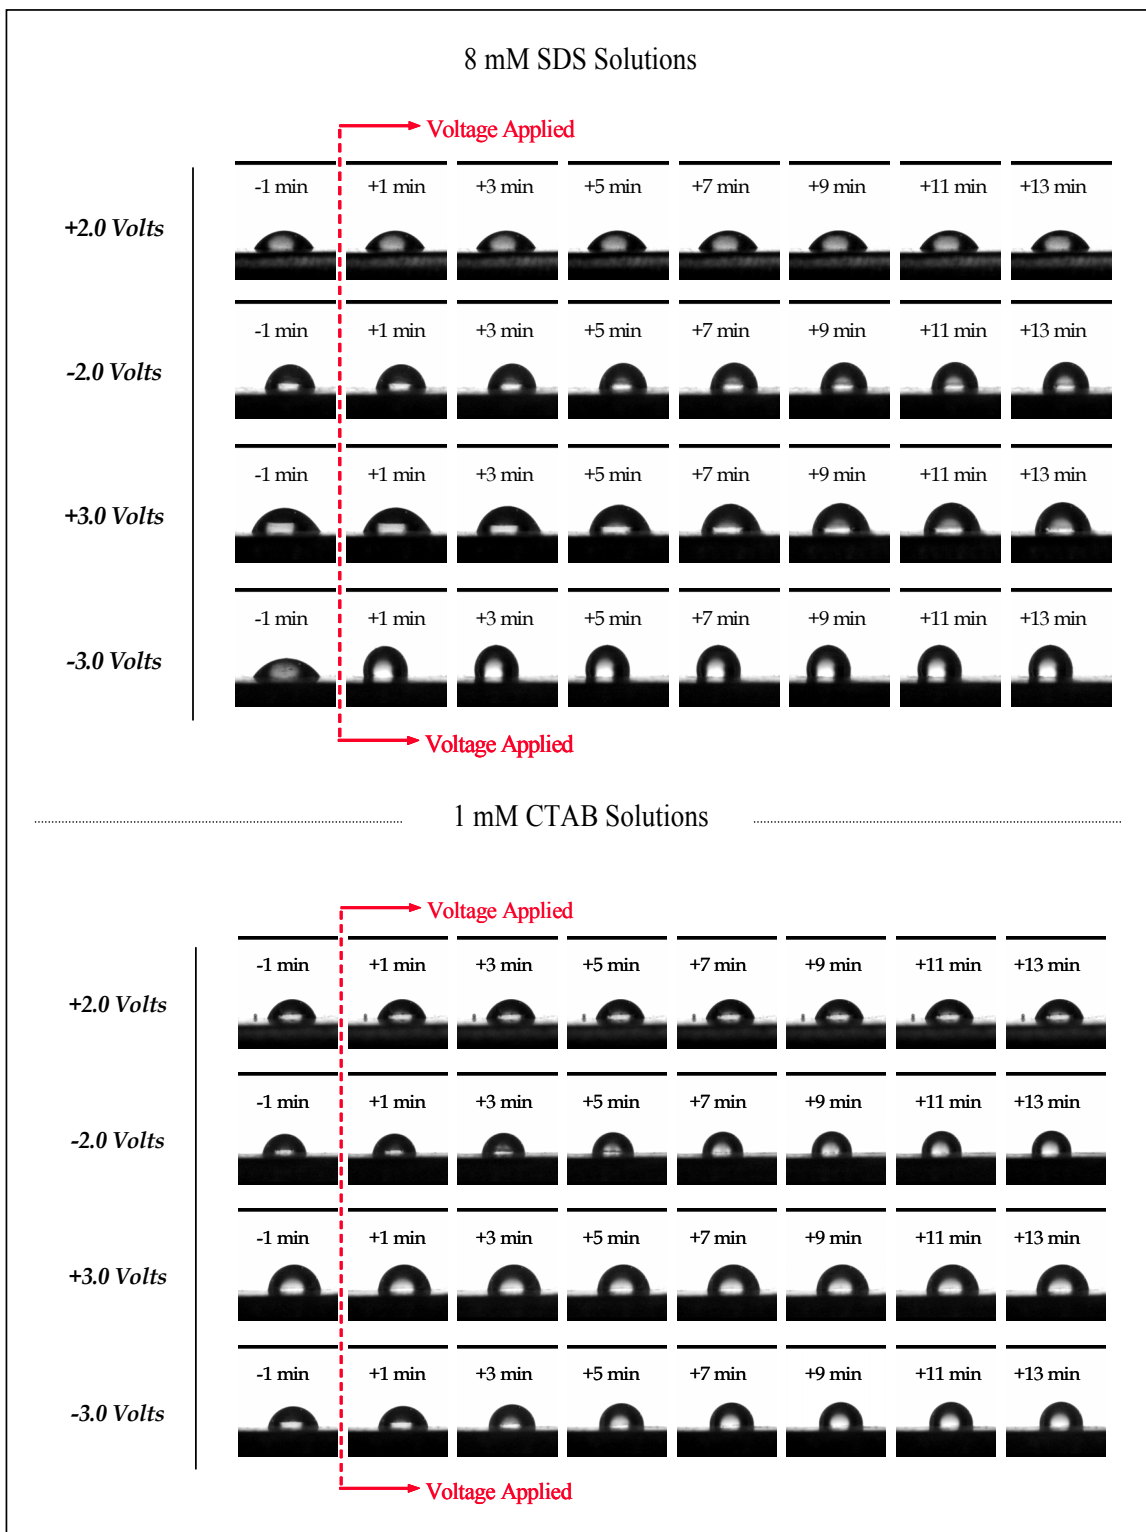 8 mM SDS Solutions
Voltage Applied
+2.0 Volts
-1 min +1 min +3 min +5 min +7 min +9 min +11 min +13 min
-2.0 Volts
-1 min +1 min +3 min +5 min +7 min +9 min +11 min +13 min
+3.0 Volts
-1 min +1 min +3 min +5 min +7 min +9 min +11 min +13 min
-3.0 Volts
-1 min +1 min +3 min +5 min +7 min +9 min +11 min +13 min
Voltage Applied
1 mM CTAB Solutions
Voltage Applied
+2.0 Volts
-1 min +1 min +3 min +5 min +7 min +9 min +11 min +13 min
-2.0 Volts
-1 min +1 min +3 min +5 min +7 min +9 min +11 min +13 min
+3.0 Volts
-1 min +1 min +3 min +5 min +7 min +9 min +11 min +13 min
-3.0 Volts
-1 min +1 min +3 min +5 min +7 min +9 min +11 min +13 min
Voltage Applied